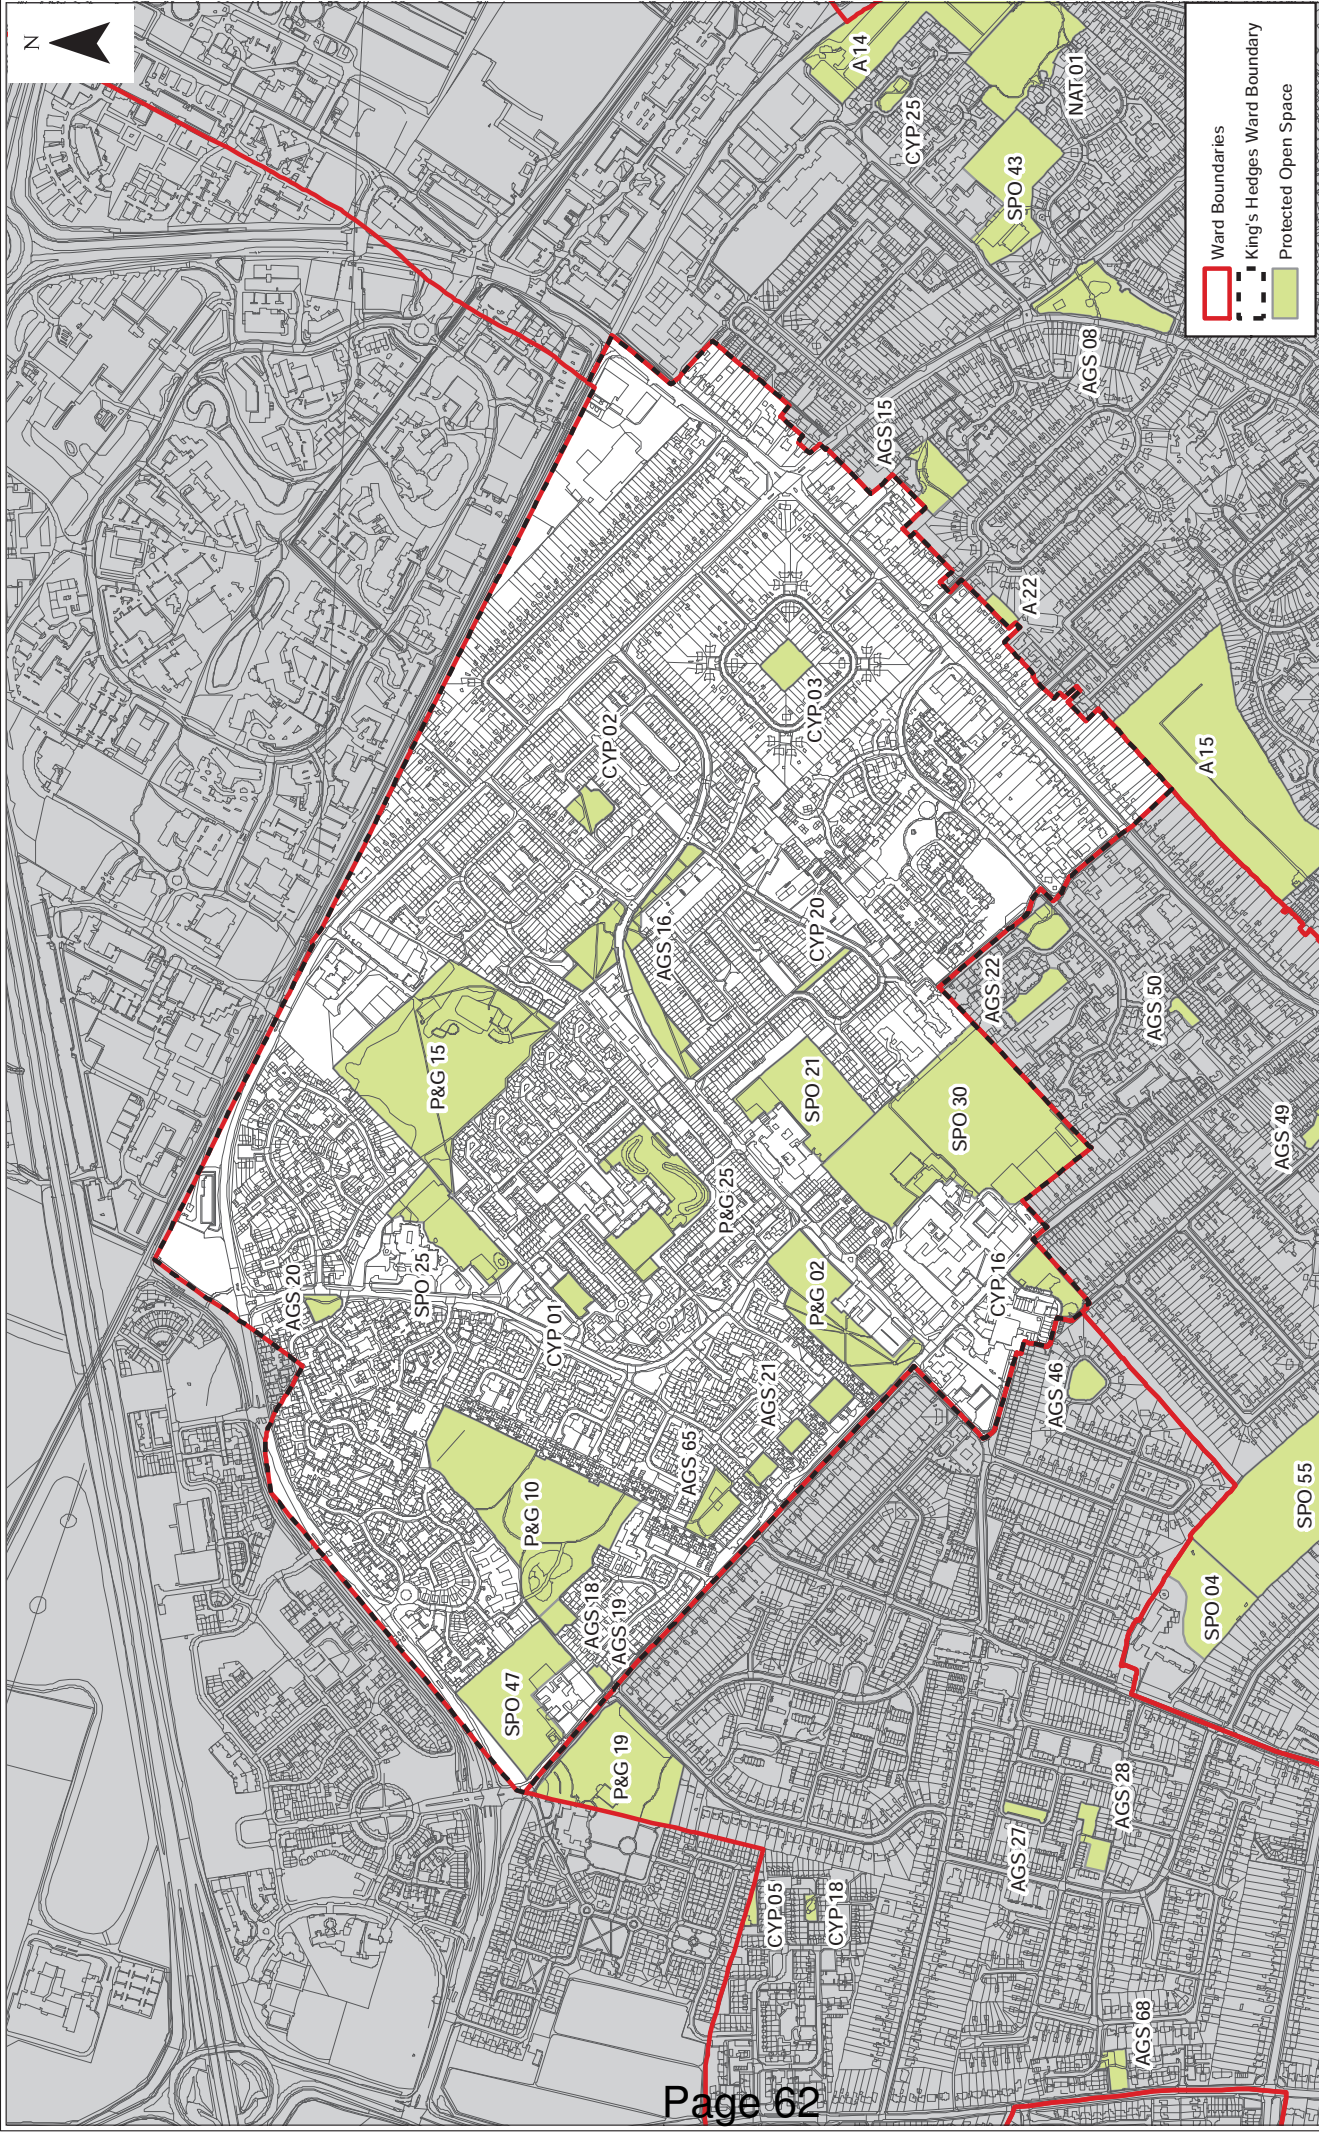 N
A 14
CYP 25
NAT 01
SPO 43
AGS 08
AGS 15
A 22
A 15
CYP 02
CYP 03
CYP 20
AGS 16
AGS 22
AGS 50
AGS 49
P&G 15
SPO 21
SPO 30
P&G 25
AGS 20
SPO 25
CYP 01
P&G 02
CYP 16
AGS 21
AGS 46
AGS 65
P&G 10
AGS 18
AGS 19
SPO 47
P&G 19
SPO 55
SPO 04
AGS 27
AGS 28
CYP 05
CYP 18
AGS 68
Ward Boundaries
King's Hedges Ward Boundary
Protected Open Space
Page 62